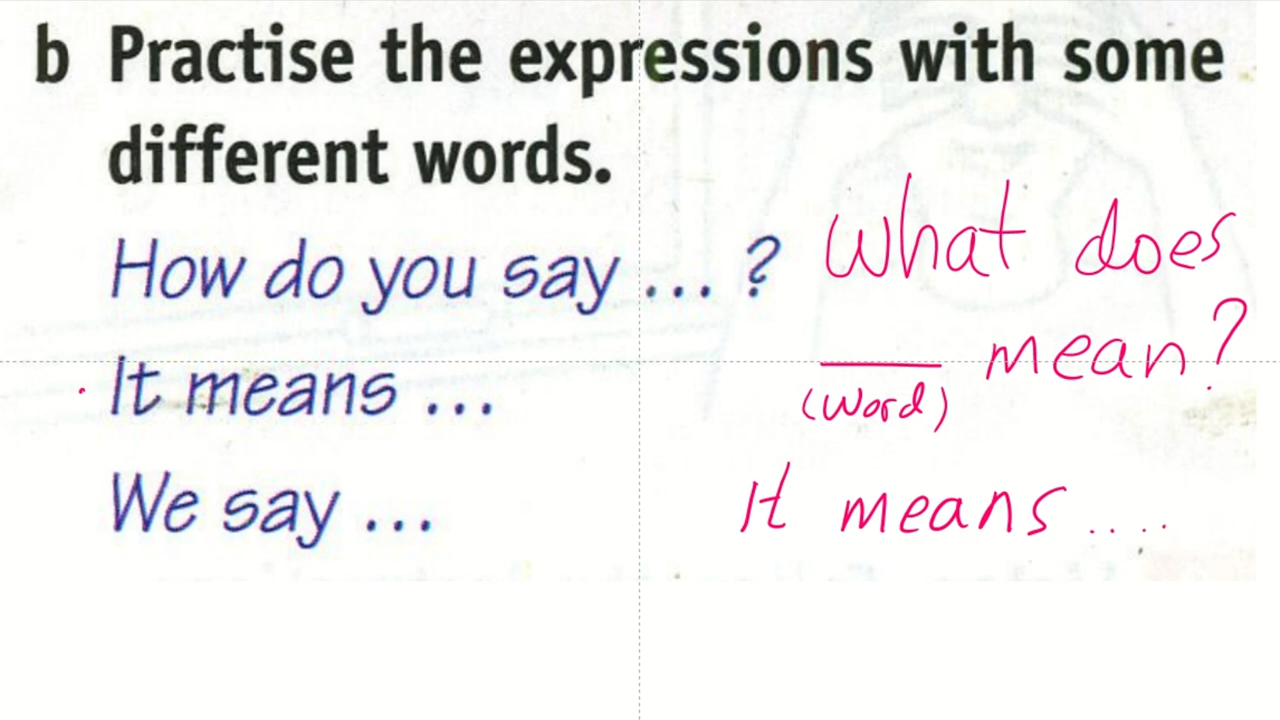 b Practise the expressions with some
different words.
How do you say ... ?
It means ...
We say ...
What does
_____ mean?
(word)
It means ....